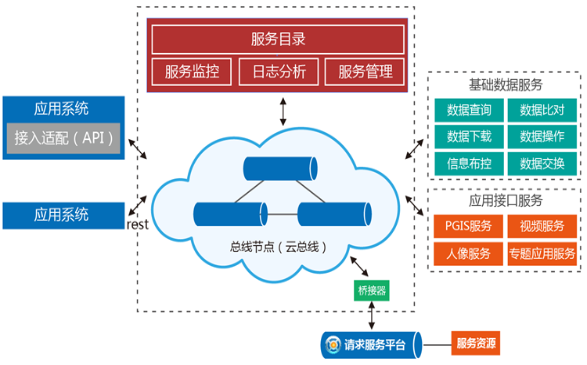 服务目录
服务监控 日志分析 服务管理
应用系统
接入适配（API）
应用系统
rest
总线节点（云总线）
桥接器
请求服务平台
服务资源
基础数据服务
数据查询 数据比对
数据下载 数据操作
信息布控 数据交换
应用接口服务
PGIS服务 视频服务
人像服务 专题应用服务